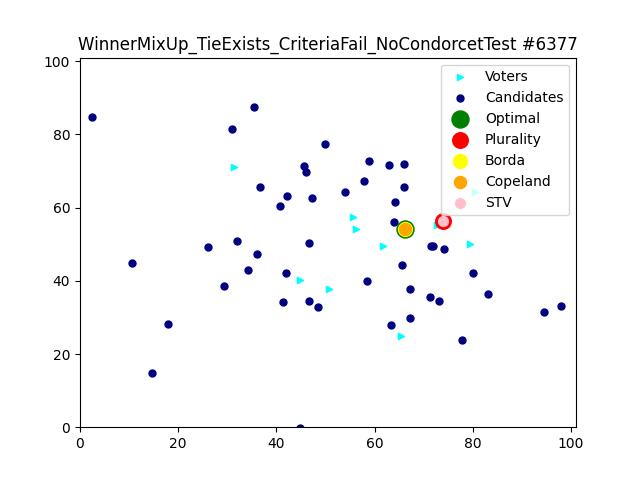 WinnerMixUp_TieExists_CriteriaFail_NoCondorcetTest #6377
100
80
60
40
20
0
0
20
40
60
80
100
Voters
Candidates
Optimal
Plurality
Borda
Copeland
STV